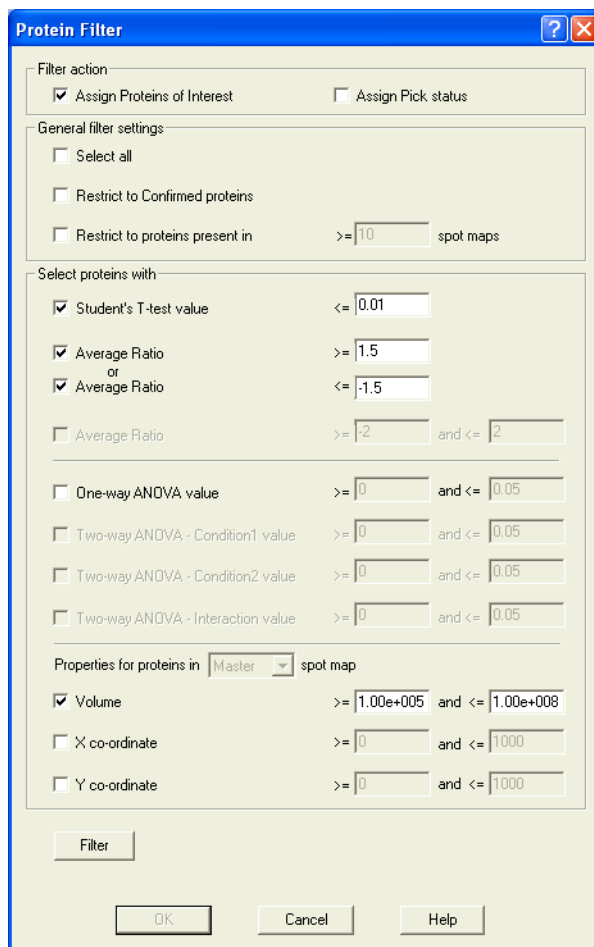 Protein Filter
Filter action
Assign Proteins of Interest Assign Pick status
General filter settings
Select all
Restrict to Confirmed proteins
Restrict to proteins present in >= 10 spot maps
Select proteins with
Student's T-test value <= 0.01
Average Ratio >= 1.5
or
Average Ratio <= -1.5
Average Ratio >= -2 and <= 2
One-way ANOVA value >= 0 and <= 0.05
Two-way ANOVA - Condition1 value >= 0 and <= 0.05
Two-way ANOVA - Condition2 value >= 0 and <= 0.05
Two-way ANOVA - Interaction value >= 0 and <= 0.05
Properties for proteins in Master spot map
Volume >= 1.00e+005 and <= 1.00e+008
X co-ordinate >= 0 and <= 1000
Y co-ordinate >= 0 and <= 1000
Filter
OK Cancel Help